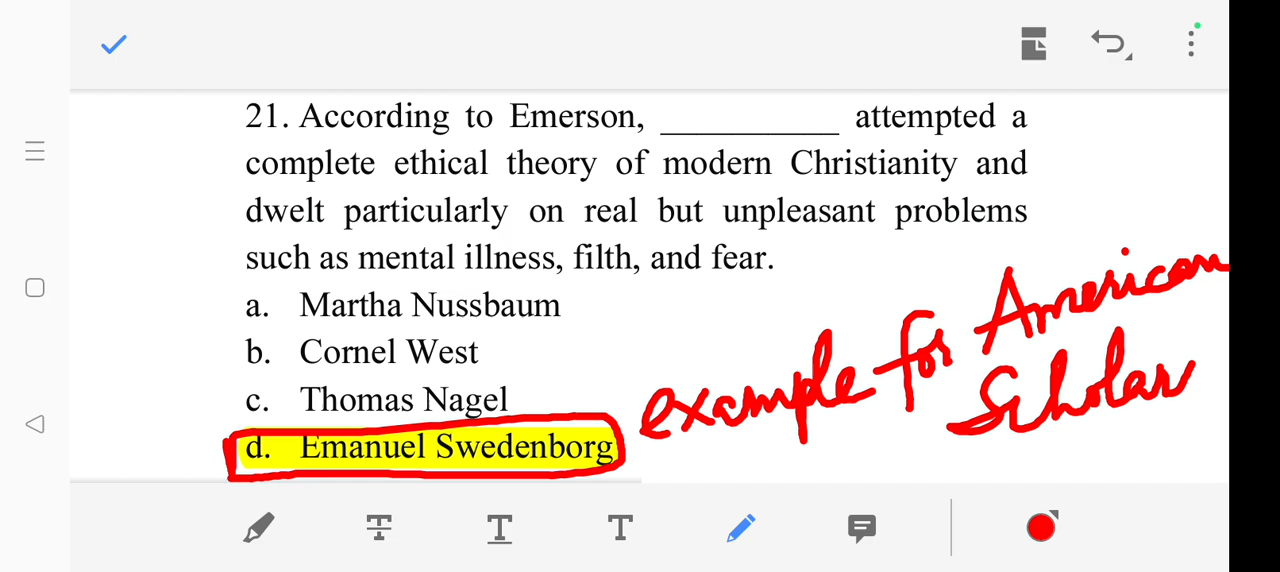 21. According to Emerson, __________ attempted a
complete ethical theory of modern Christianity and
dwelt particularly on real but unpleasant problems
such as mental illness, filth, and fear.
a. Martha Nussbaum
b. Cornel West
c. Thomas Nagel
d. Emanuel Swedenborg
example for American
Scholar
T
T
T